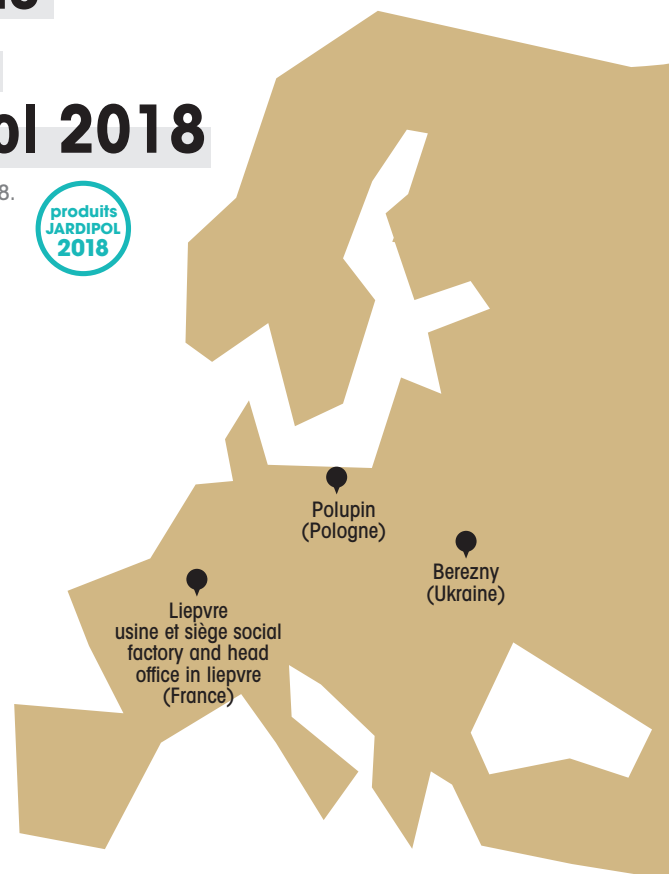 ol 2018
8.
produits
JARDIPOL
2018
Polupin
(Pologne)
Berezny
(Ukraine)
Liepvre
usine et siège social
factory and head
office in liepvre
(France)